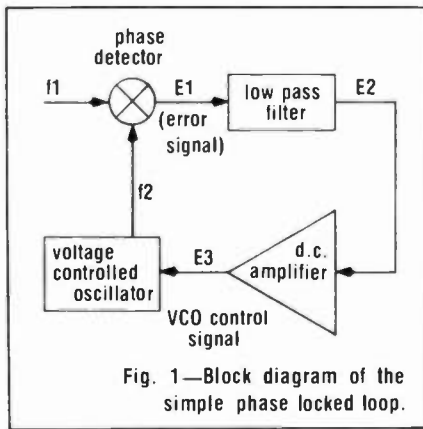 phase
detector
f1
E1
(error
signal)
low pass
filter
E2
f2
voltage
controlled
oscillator
E3
VCO control
signal
d.c.
amplifier
Fig. 1—Block diagram of the
simple phase locked loop.